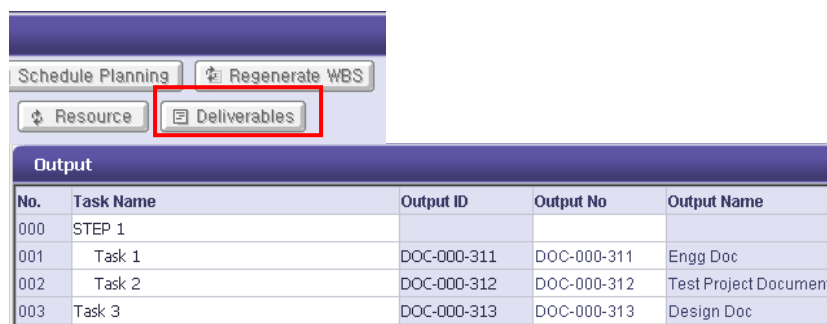 Schedule Planning Regenerate WBS
Resource Deliverables
Output
No. Task Name Output ID Output No Output Name
000 STEP 1
001 Task 1 DOC-000-311 DOC-000-311 Engg Doc
002 Task 2 DOC-000-312 DOC-000-312 Test Project Documen
003 Task 3 DOC-000-313 DOC-000-313 Design Doc